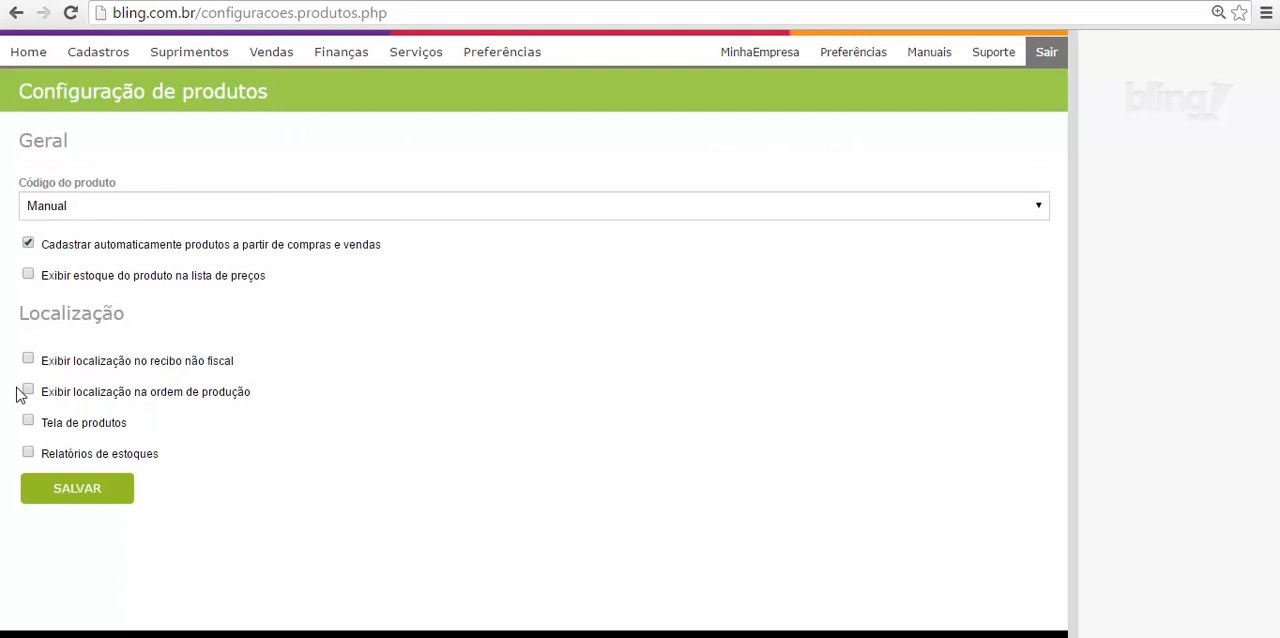 bling.com.br/configuracoes.produtos.php
Home Cadastros Suprimentos Vendas Finanças Serviços Preferências MinhaEmpresa Preferências Manuais Suporte Sair
Configuração de produtos
bling!
Geral
Código do produto
Manual
Cadastrar automaticamente produtos a partir de compras e vendas
Exibir estoque do produto na lista de preços
Localização
Exibir localização no recibo não fiscal
Exibir localização na ordem de produção
Tela de produtos
Relatórios de estoques
SALVAR